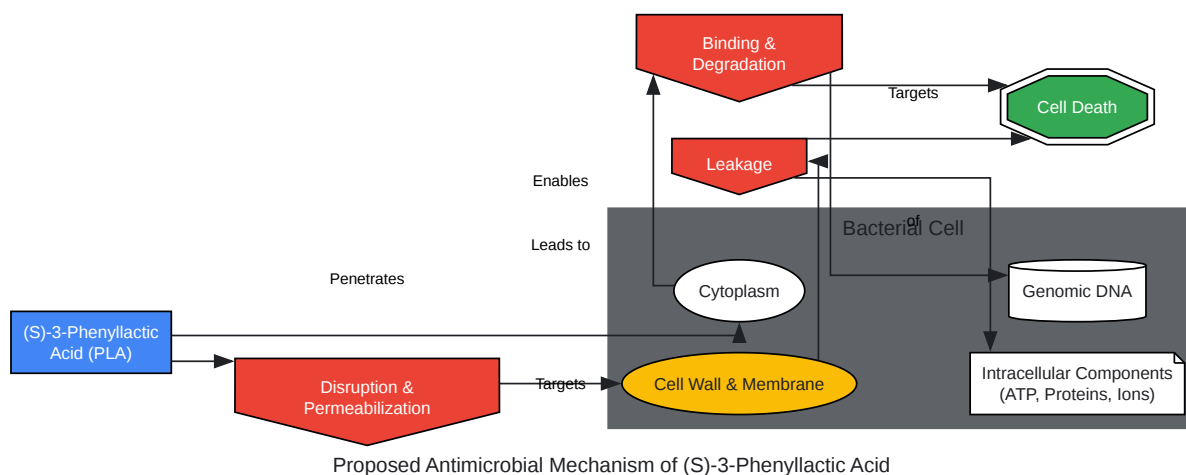 Binding &
Degradation
Targets
Cell Death
Leakage
Enables
of
Bacterial Cell
Leads to
Penetrates
Cytoplasm
Genomic DNA
(S)-3-Phenyllactic
Acid (PLA)
Disruption &
Permeabilization
Targets
Cell Wall & Membrane
Intracellular Components
(ATP, Proteins, Ions)
Proposed Antimicrobial Mechanism of (S)-3-Phenyllactic Acid